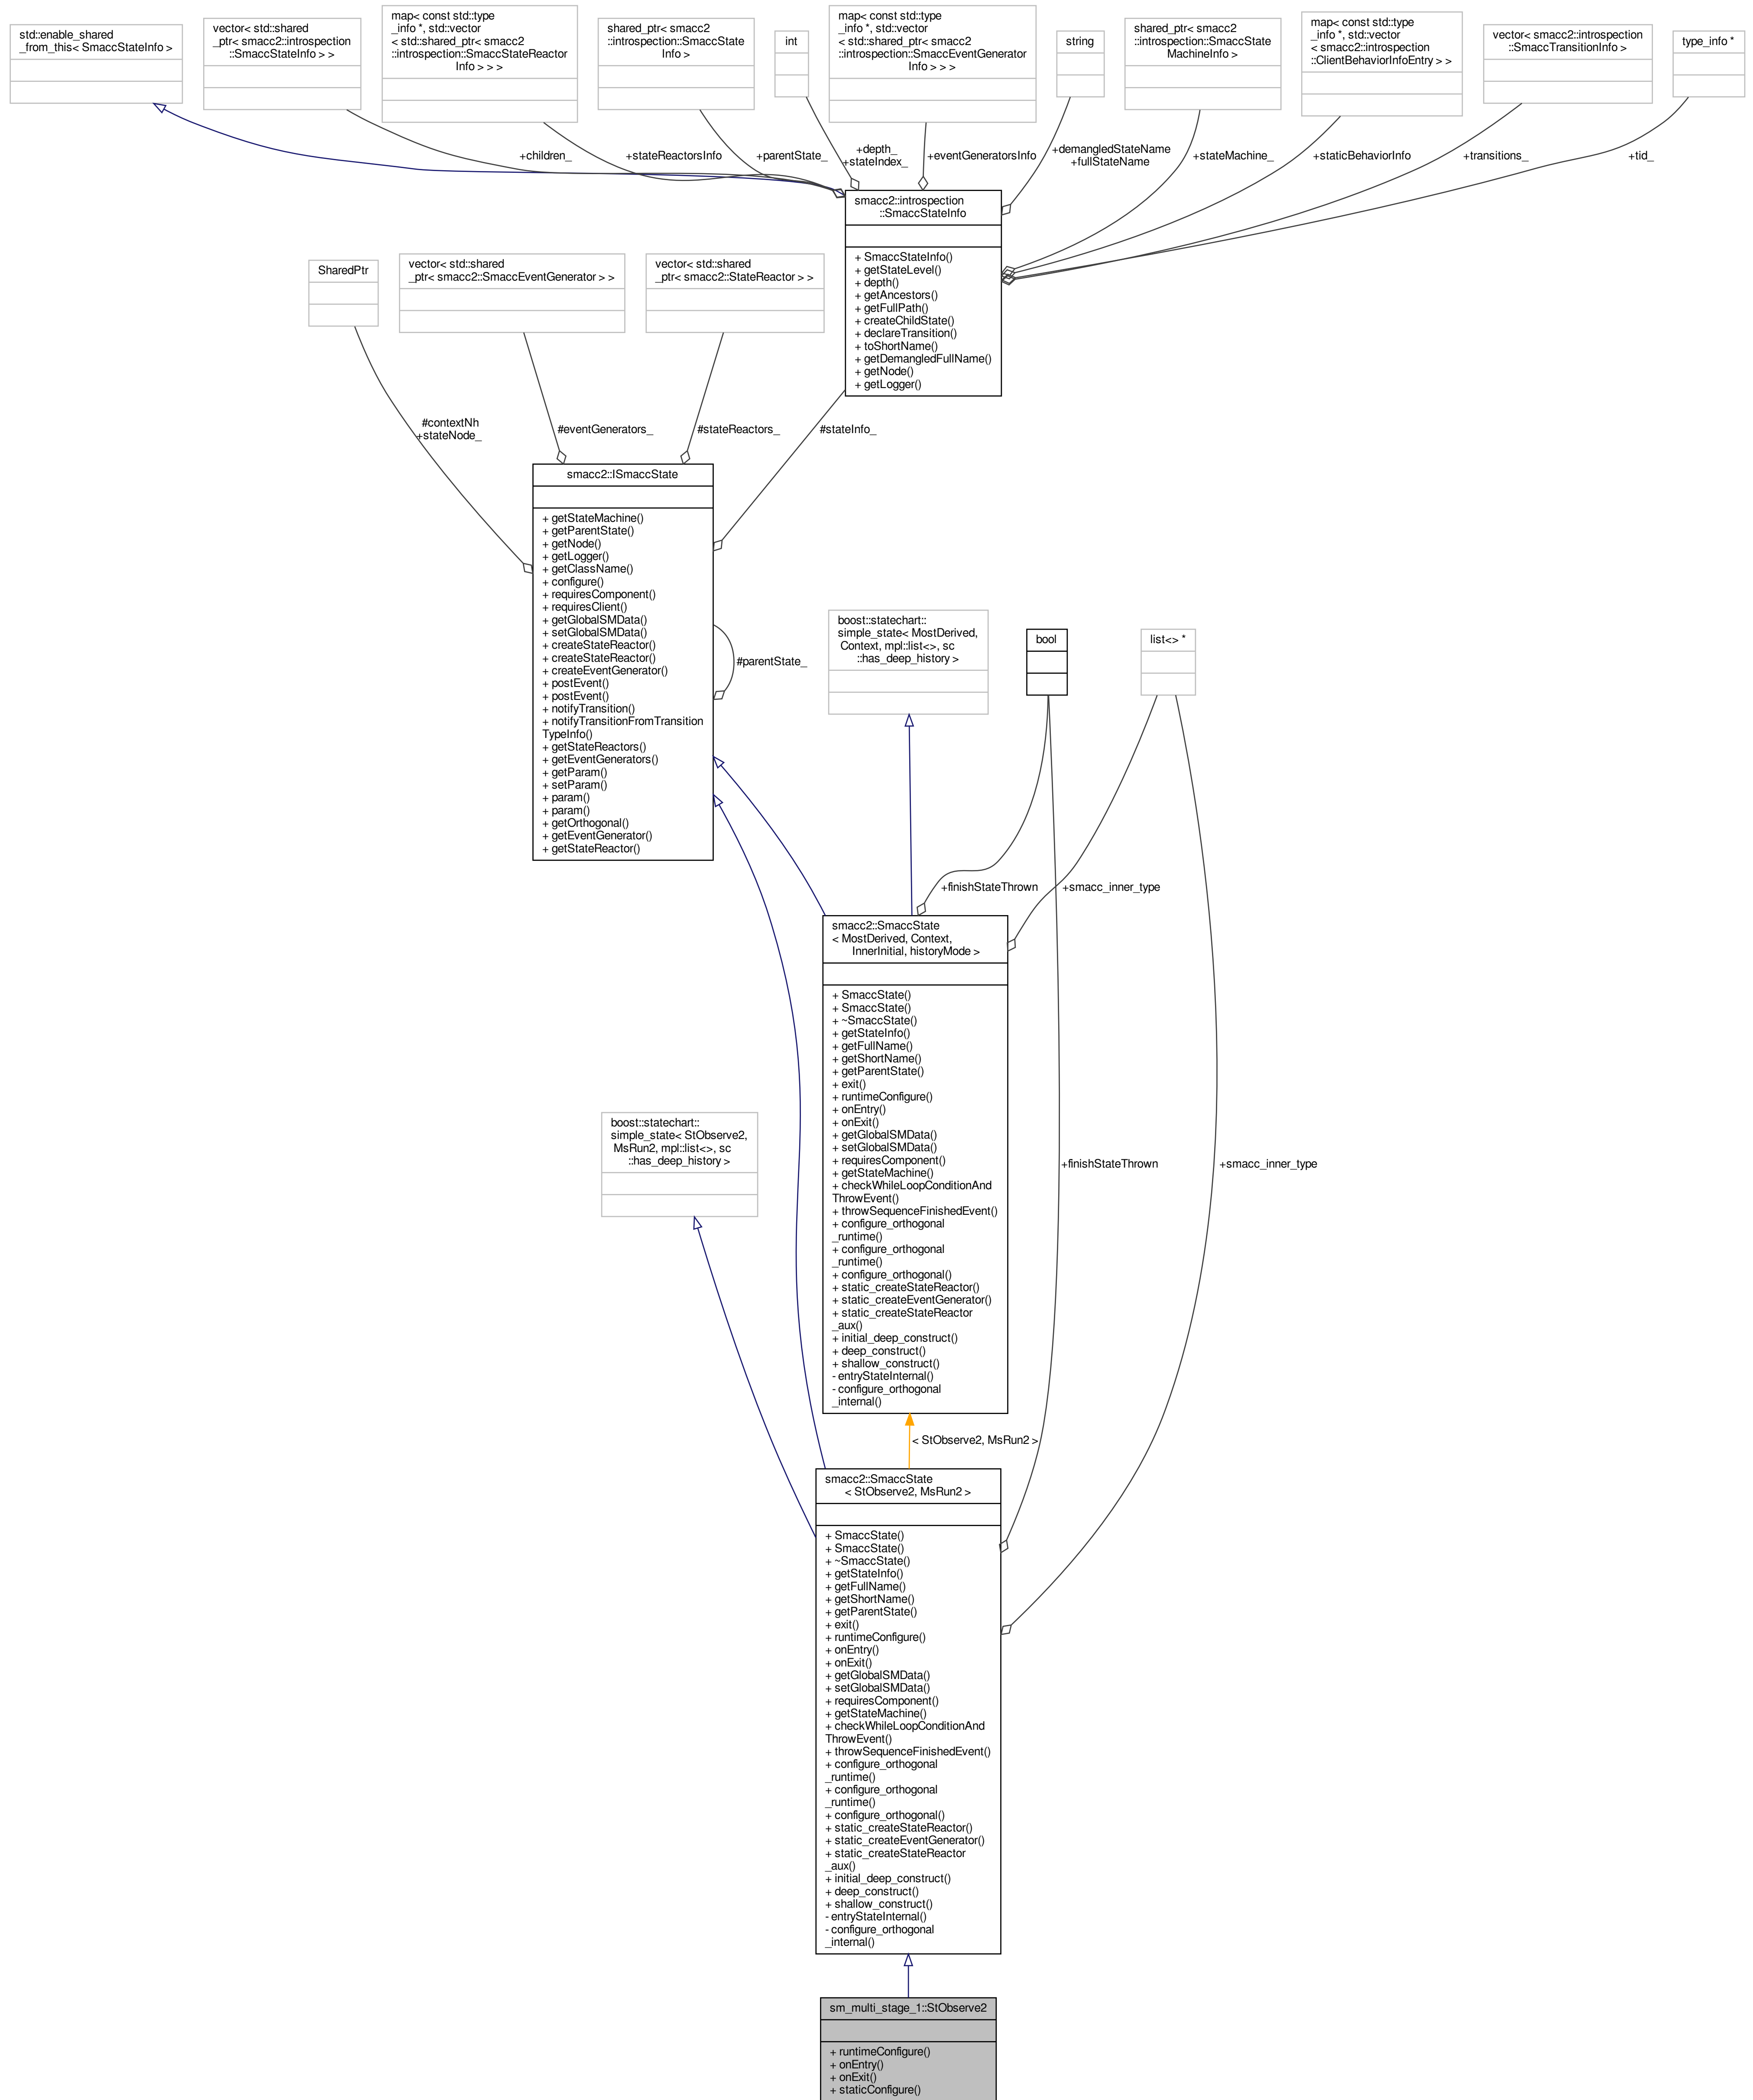 std::enable_shared
_from_this< SmaccStateInfo >
vector< std::shared
_ptr< smacc2::introspection
::SmaccStateInfo > >
map< const std::type
_info *, std::vector
< std::shared_ptr< smacc2
::introspection::SmaccStateReactor
Info > > >
shared_ptr< smacc2
::introspection::SmaccState
Info >
int
map< const std::type
_info *, std::vector
< std::shared_ptr< smacc2
::introspection::SmaccEventGenerator
Info > > >
string
shared_ptr< smacc2
::introspection::SmaccState
MachineInfo >
map< const std::type
_info *, std::vector
< smacc2::introspection
::ClientBehaviorInfoEntry > >
vector< smacc2::introspection
::SmaccTransitionInfo >
type_info *
+children_
+stateReactorsInfo
+parentState_
+depth_
+stateIndex_
+eventGeneratorsInfo
+demangledStateName
+fullStateName
+stateMachine_
+staticBehaviorInfo
+transitions_
+tid_
smacc2::introspection
::SmaccStateInfo
+ SmaccStateInfo()
+ getStateLevel()
+ depth()
+ getAncestors()
+ getFullPath()
+ createChildState()
+ declareTransition()
+ toShortName()
+ getDemangledFullName()
+ getNode()
+ getLogger()
SharedPtr
vector< std::shared
_ptr< smacc2::SmaccEventGenerator > >
vector< std::shared
_ptr< smacc2::StateReactor > >
#contextNh
+stateNode_
#eventGenerators_
#stateReactors_
#stateInfo_
smacc2::ISmaccState
+ getStateMachine()
+ getParentState()
+ getNode()
+ getLogger()
+ getClassName()
+ configure()
+ requiresComponent()
+ requiresClient()
+ getGlobalSMData()
+ setGlobalSMData()
+ createStateReactor()
+ createStateReactor()
+ createEventGenerator()
+ postEvent()
+ postEvent()
+ notifyTransition()
+ notifyTransitionFromTransition
TypeInfo()
+ getStateReactors()
+ getEventGenerators()
+ getParam()
+ setParam()
+ param()
+ param()
+ getOrthogonal()
+ getEventGenerator()
+ getStateReactor()
#parentState_
boost::statechart::
simple_state< MostDerived,
Context, mpl::list<>, sc
::has_deep_history >
bool
list<> *
+finishStateThrown
+smacc_inner_type
smacc2::SmaccState
< MostDerived, Context,
InnerInitial, historyMode >
+ SmaccState()
+ SmaccState()
+ ~SmaccState()
+ getStateInfo()
+ getFullName()
+ getShortName()
+ getParentState()
+ exit()
+ runtimeConfigure()
+ onEntry()
+ onExit()
+ getGlobalSMData()
+ setGlobalSMData()
+ requiresComponent()
+ getStateMachine()
+ checkWhileLoopConditionAnd
ThrowEvent()
+ throwSequenceFinishedEvent()
+ configure_orthogonal
_runtime()
+ configure_orthogonal
_runtime()
+ configure_orthogonal()
+ static_createStateReactor()
+ static_createEventGenerator()
+ static_createStateReactor
_aux()
+ initial_deep_construct()
+ deep_construct()
+ shallow_construct()
- entryStateInternal()
- configure_orthogonal
_internal()
boost::statechart::
simple_state< StObserve2,
MsRun2, mpl::list<>, sc
::has_deep_history >
+finishStateThrown
+smacc_inner_type
< StObserve2, MsRun2 >
smacc2::SmaccState
< StObserve2, MsRun2 >
+ SmaccState()
+ SmaccState()
+ ~SmaccState()
+ getStateInfo()
+ getFullName()
+ getShortName()
+ getParentState()
+ exit()
+ runtimeConfigure()
+ onEntry()
+ onExit()
+ getGlobalSMData()
+ setGlobalSMData()
+ requiresComponent()
+ getStateMachine()
+ checkWhileLoopConditionAnd
ThrowEvent()
+ throwSequenceFinishedEvent()
+ configure_orthogonal
_runtime()
+ configure_orthogonal
_runtime()
+ configure_orthogonal()
+ static_createStateReactor()
+ static_createEventGenerator()
+ static_createStateReactor
_aux()
+ initial_deep_construct()
+ deep_construct()
+ shallow_construct()
- entryStateInternal()
- configure_orthogonal
_internal()
sm_multi_stage_1::StObserve2
+ runtimeConfigure()
+ onEntry()
+ onExit()
+ staticConfigure()